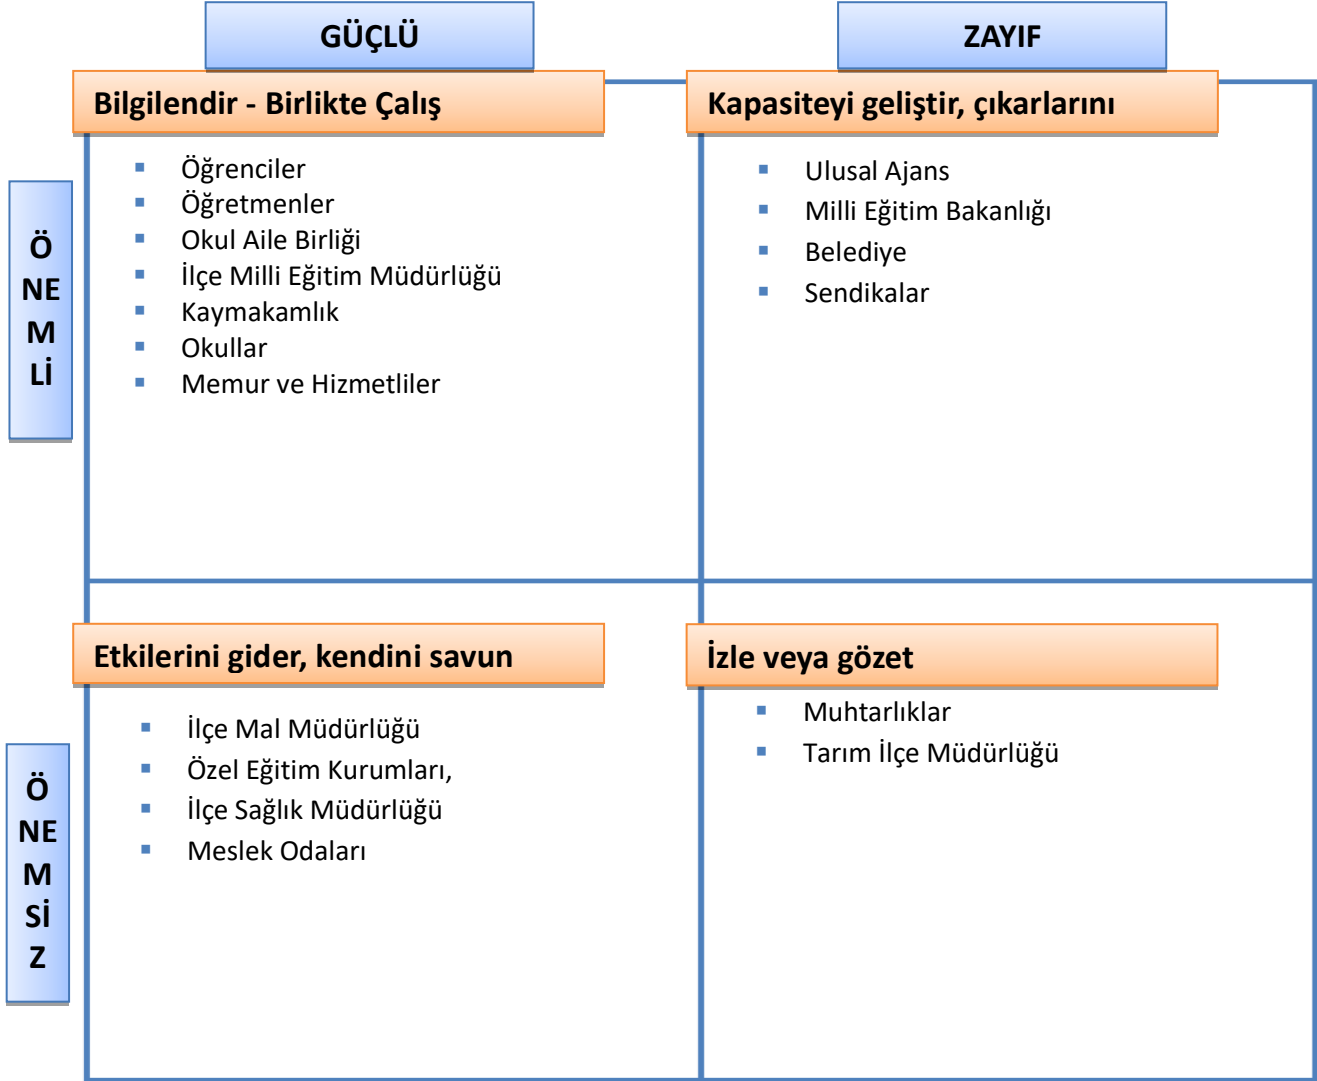 GÜÇLÜ
ZAYIF
Bilgilendir - Birlikte Çalış
Kapasiteyi geliştir, çıkarlarını
Ö
NE
M
Lİ
Öğrenciler
Öğretmenler
Okul Aile Birliği
İlçe Milli Eğitim Müdürlüğü
Kaymakamlık
Okullar
Memur ve Hizmetliler
Ulusal Ajans
Milli Eğitim Bakanlığı
Belediye
Sendikalar
Etkilerini gider, kendini savun
İzle veya gözet
Ö
NE
M
Sİ
Z
İlçe Mal Müdürlüğü
Özel Eğitim Kurumları,
İlçe Sağlık Müdürlüğü
Meslek Odaları
Muhtarlıklar
Tarım İlçe Müdürlüğü